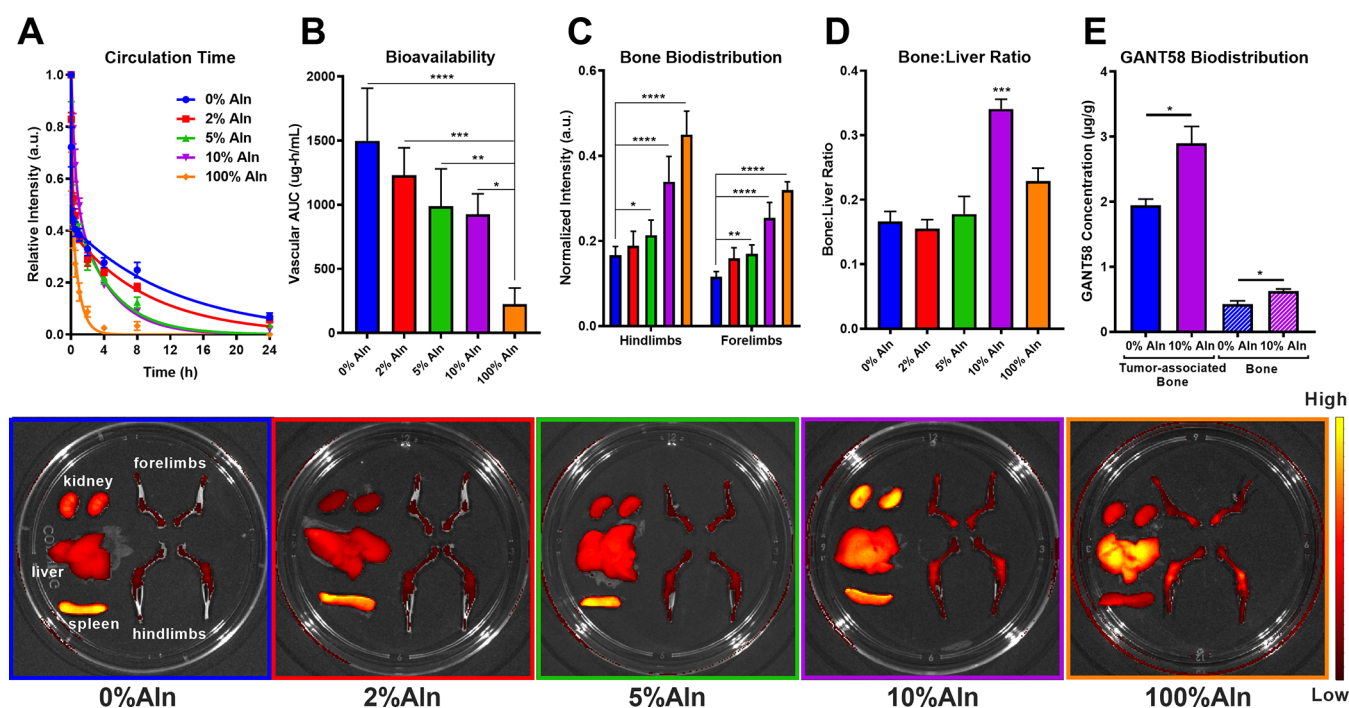 A
Circulation Time
Relative Intensity (a.u.)
1.0
0.8
0.6
0.4
0.2
0.0
0 4 8 12 16 20 24
Time (h)
0% Aln
2% Aln
5% Aln
10% Aln
100% Aln
B
Bioavailability
Vascular AUC (ug-h/mL)
2000
1500
1000
500
0
****
***
**
*
0% Aln
2% Aln
5% Aln
10% Aln
100% Aln
C
Bone Biodistribution
Normalized Intensity (a.u.)
0.6
0.4
0.2
0.0
****
****
*
****
****
**
Hindlimbs
Forelimbs
D
Bone:Liver Ratio
Bone:Liver Ratio
0.4
0.3
0.2
0.1
0.0
***
0% Aln
2% Aln
5% Aln
10% Aln
100% Aln
E
GANT58 Biodistribution
GANT58 Concentration (µg/g)
4
3
2
1
0
*
*
0% Aln 10% Aln 0% Aln 10% Aln
Tumor-associated
Bone
Bone
High
Low
forelimbs
kidney
liver
spleen
hindlimbs
0%Aln
2%Aln
5%Aln
10%Aln
100%Aln